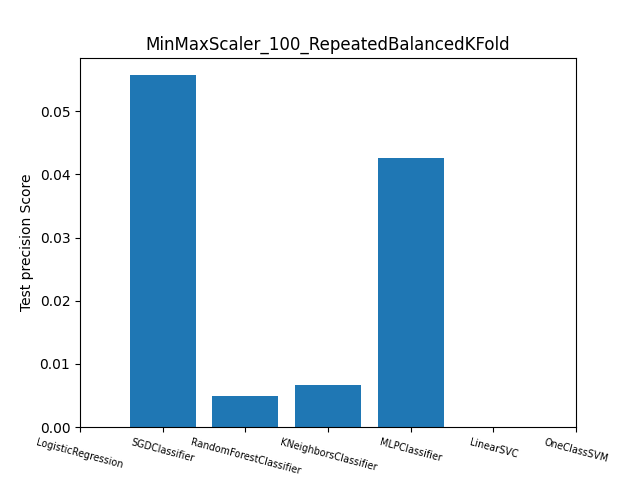 MinMaxScaler_100_RepeatedBalancedKFold
Test precision Score
0.05
0.04
0.03
0.02
0.01
0.00
LogisticRegression
SGDClassifier
RandomForestClassifier
KNeighborsClassifier
MLPClassifier
LinearSVC
OneClassSVM